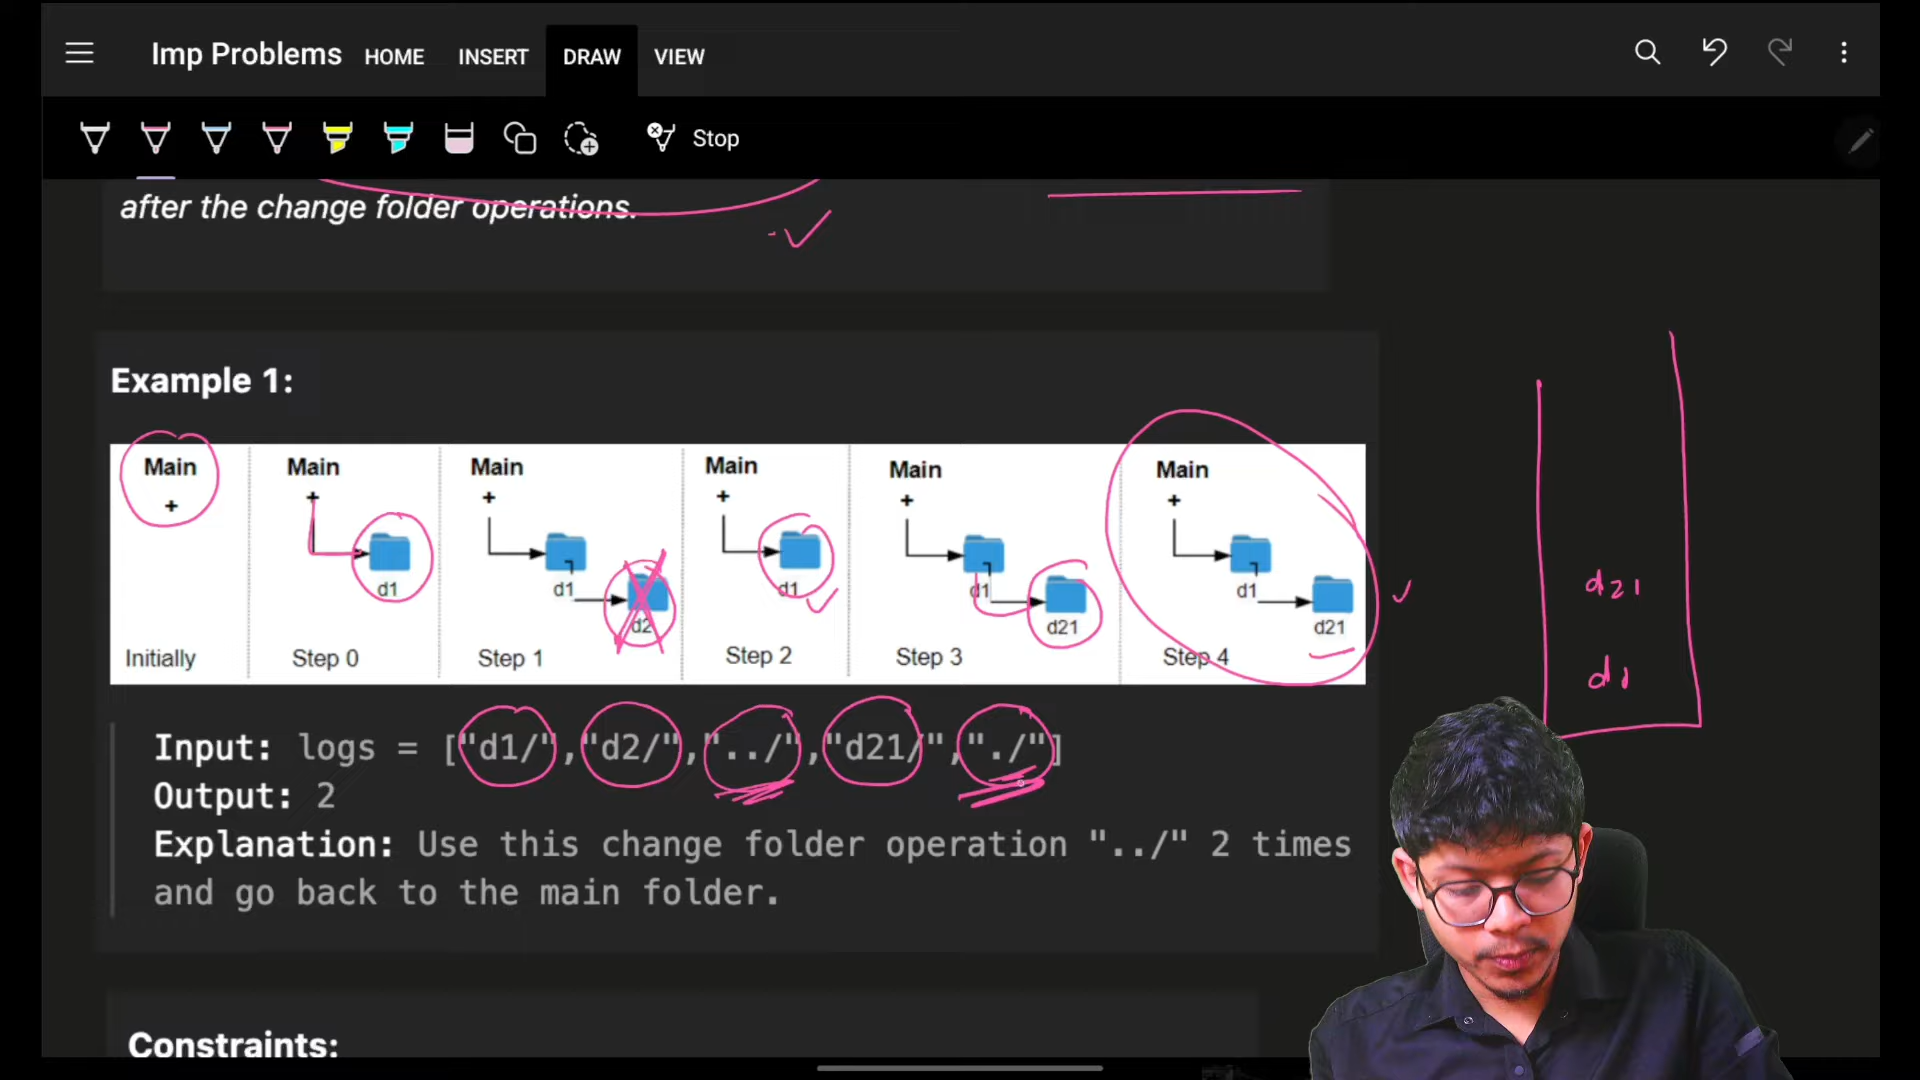 Imp Problems HOME INSERT DRAW VIEW
Stop
after the change folder operations.
Example 1:
Main Main Main Main Main Main
d1 d1 d1 d1 d1
d2 d21 d21
Initially Step 0 Step 1 Step 2 Step 3 Step 4
d21
d1
Input: logs = ["d1/","d2/","../","d21/","./"]
Output: 2
Explanation: Use this change folder operation "../" 2 times
and go back to the main folder.
Constraints: